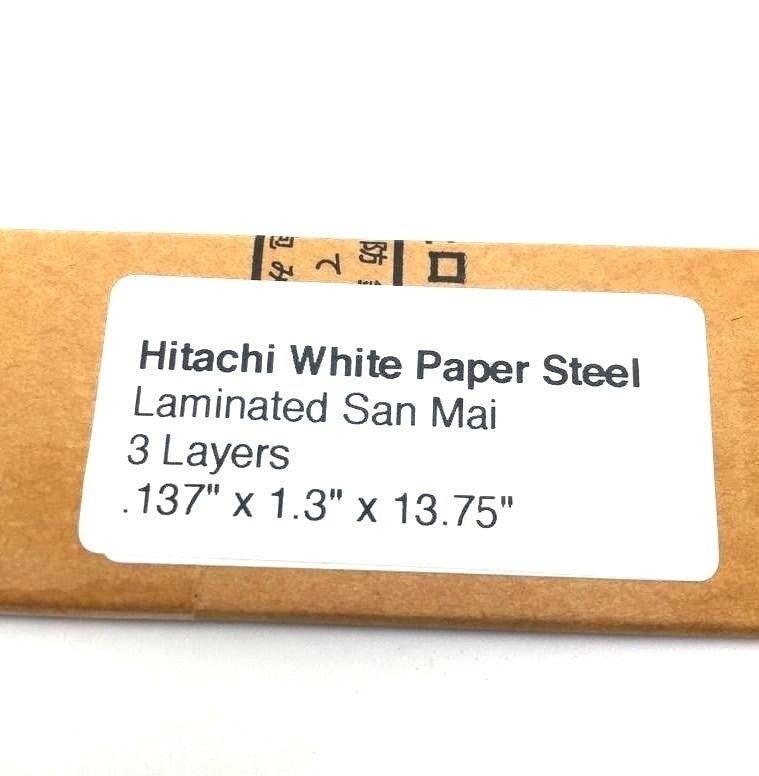 Hitachi White Paper Steel
Laminated San Mai
3 Layers
.137" x 1.3" x 13.75"